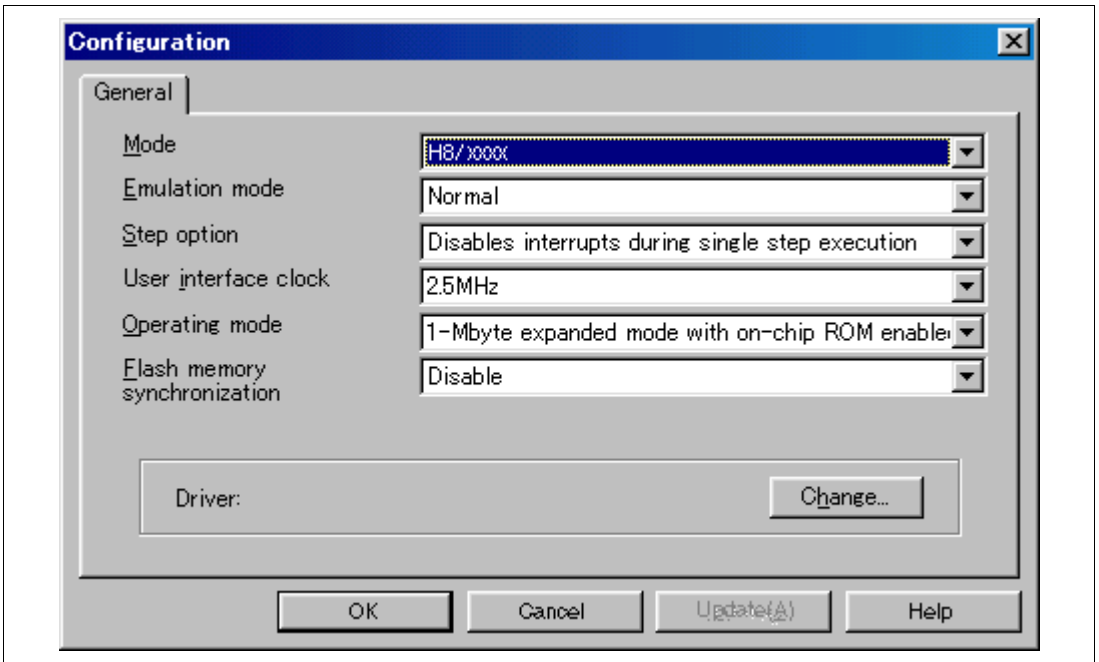 Configuration
General
Mode
H8/xxxx
Emulation mode
Normal
Step option
Disables interrupts during single step execution
User interface clock
2.5MHz
Operating mode
1-Mbyte expanded mode with on-chip ROM enable
Flash memory
synchronization
Disable
Driver:
Change...
OK
Cancel
Update(A)
Help